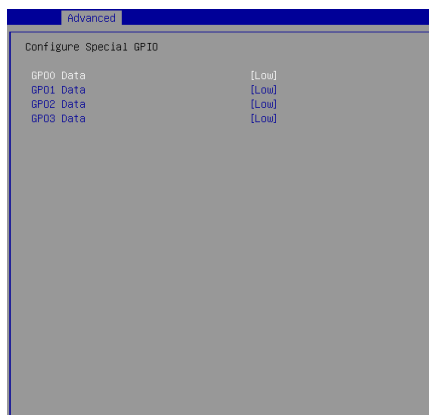 Advanced
Configure Special GPIO
GPO0 Data [Low]
GPO1 Data [Low]
GPO2 Data [Low]
GPO3 Data [Low]